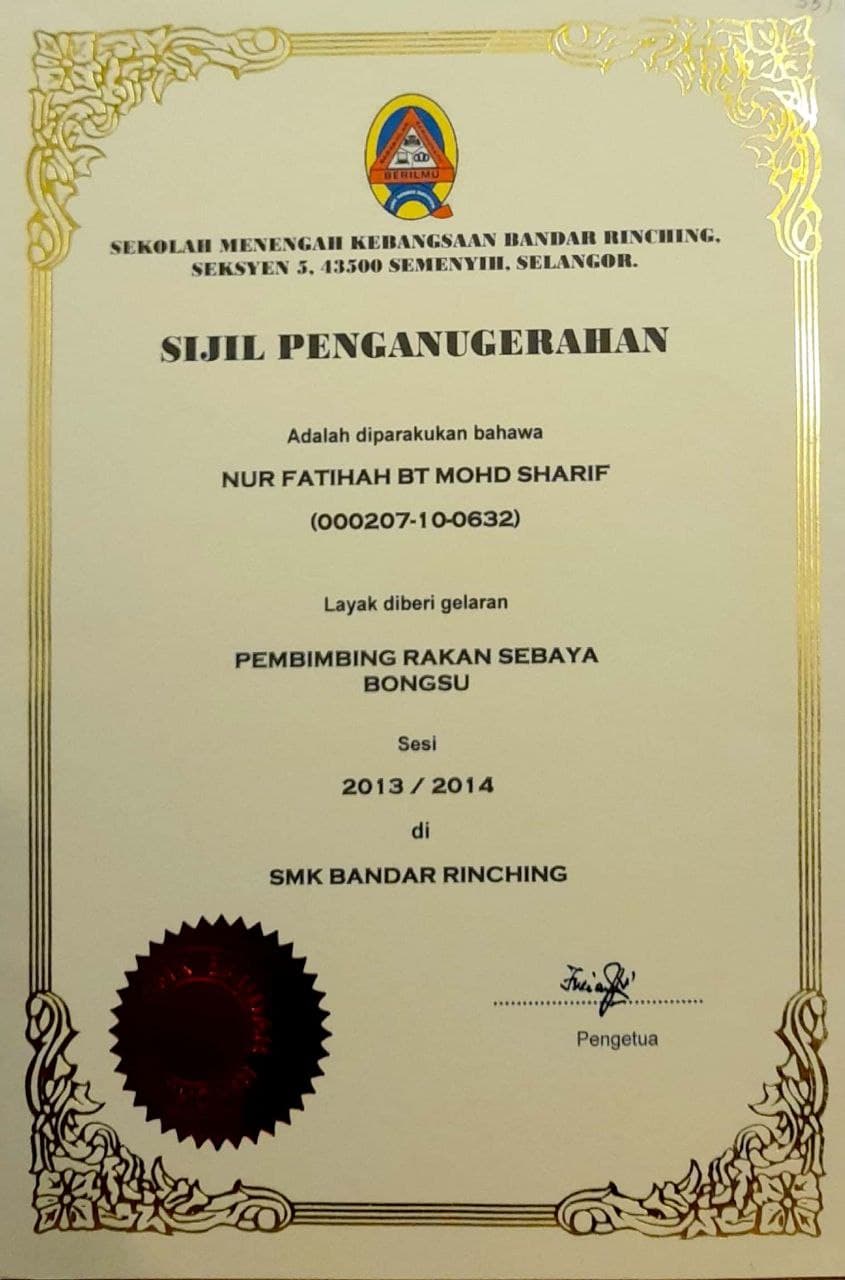 BERILMU
SEKOLAH MENENGAH KEBANGSAAN BANDAR RINCHING,
SEKSYEN 5, 43500 SEMENYIH, SELANGOR.
SIJIL PENGANUGERAHAN
Adalah diparakukan bahawa
NUR FATIHAH BT MOHD SHARIF
(000207-10-0632)
Layak diberi gelaran
PEMBIMBING RAKAN SEBAYA
BONGSU
Sesi
2013 / 2014
di
SMK BANDAR RINCHING
Pengetua